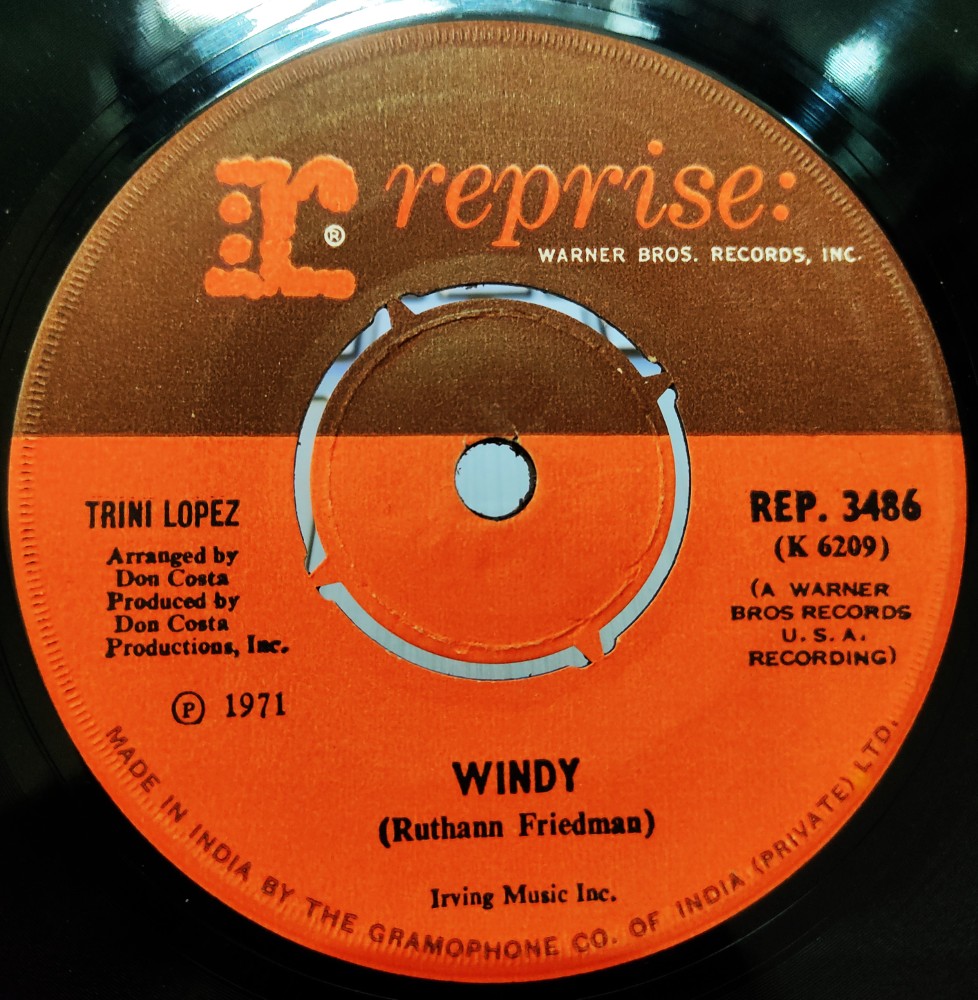 r®
reprise:
WARNER BROS. RECORDS, INC.
TRINI LOPEZ
Arranged by
Don Costa
Produced by
Don Costa
Productions, Inc.
℗ 1971
REP. 3486
(K 6209)
(A WARNER
BROS RECORDS
U. S. A.
RECORDING)
WINDY
(Ruthann Friedman)
Irving Music Inc.
MADE IN INDIA BY THE GRAMOPHONE CO. OF INDIA (PRIVATE) LTD.